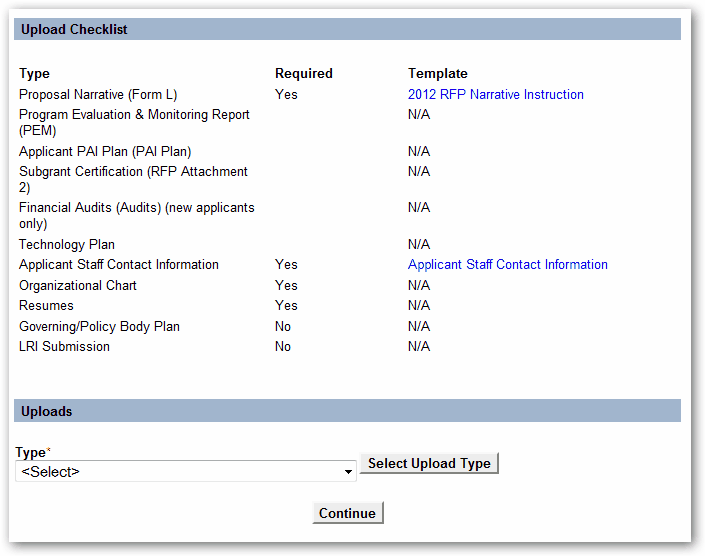 Upload Checklist
Type Required Template
Proposal Narrative (Form L) Yes 2012 RFP Narrative Instruction
Program Evaluation & Monitoring Report N/A
(PEM)
Applicant PAI Plan (PAI Plan) N/A
Subgrant Certification (RFP Attachment N/A
2)
Financial Audits (Audits) (new applicants N/A
only)
Technology Plan N/A
Applicant Staff Contact Information Yes Applicant Staff Contact Information
Organizational Chart Yes N/A
Resumes Yes N/A
Governing/Policy Body Plan No N/A
LRI Submission No N/A
Uploads
Type*
<Select> Select Upload Type
Continue